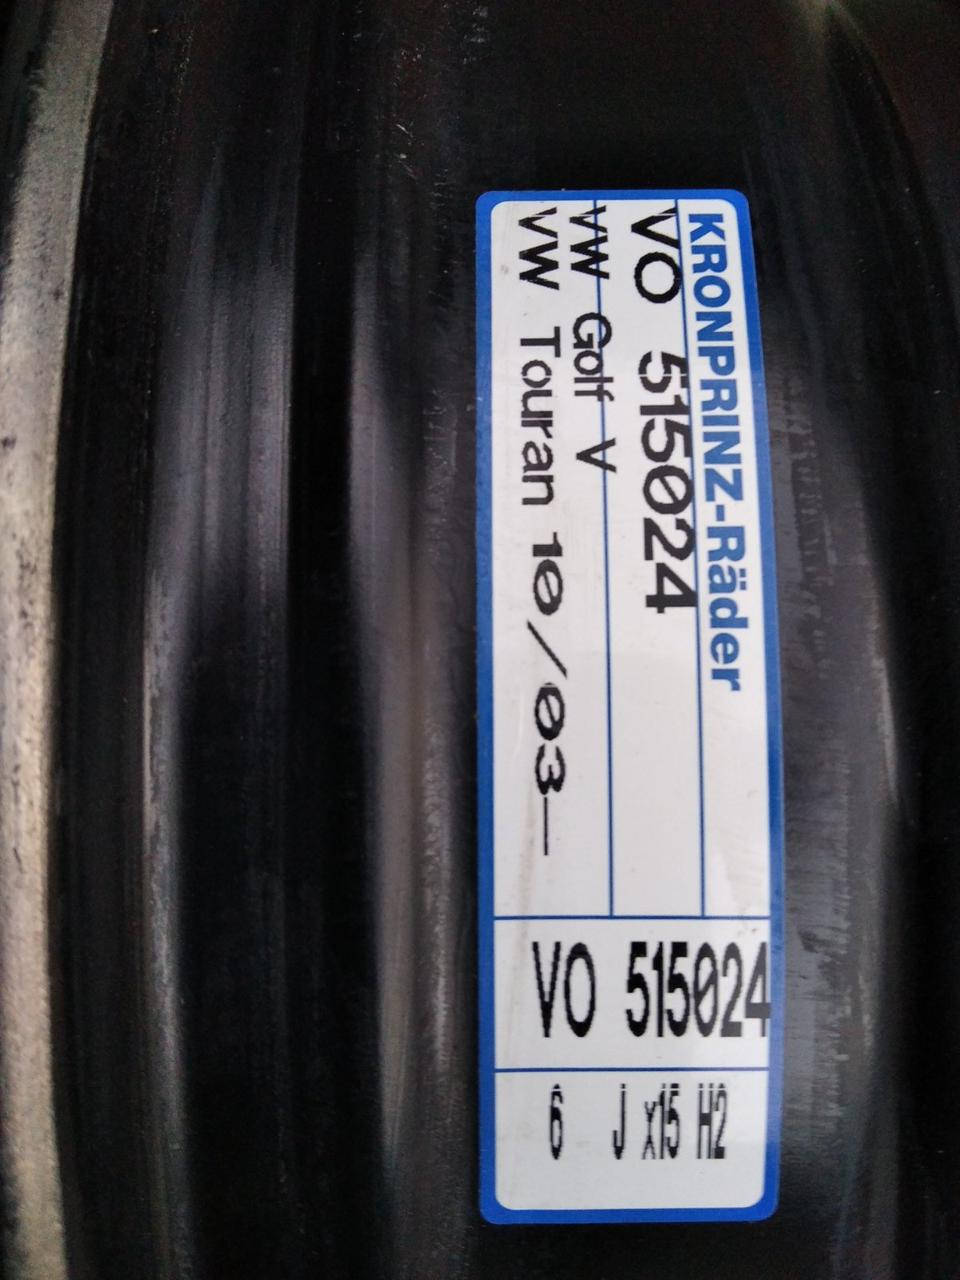 KRONPRINZ-Räder
VO 515024
VW Golf V
VW Touran 10/03—
VO 515024
6 J x15 H2